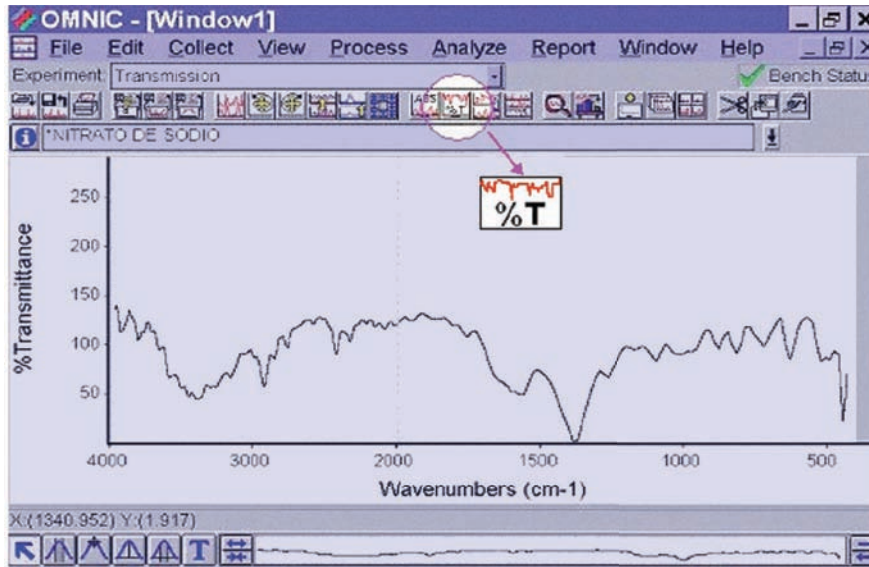 OMNIC - [Window1]
File Edit Collect View Process Analyze Report Window Help
Experiment: Transmission
Bench Status
ABS
*NITRATO DE SODIO
%T
%Transmittance
250
200
150
100
50
4000 3000 2000 1500 1000 500
Wavenumbers (cm-1)
X:(1340.952) Y:(1.917)
T